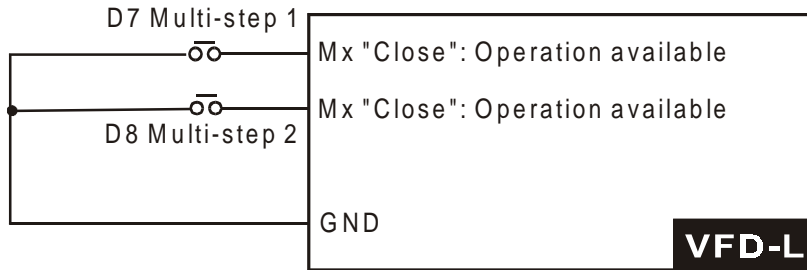 D7 Multi-step 1
Mx "Close": Operation available
Mx "Close": Operation available
D8 Multi-step 2
GND
VFD-L